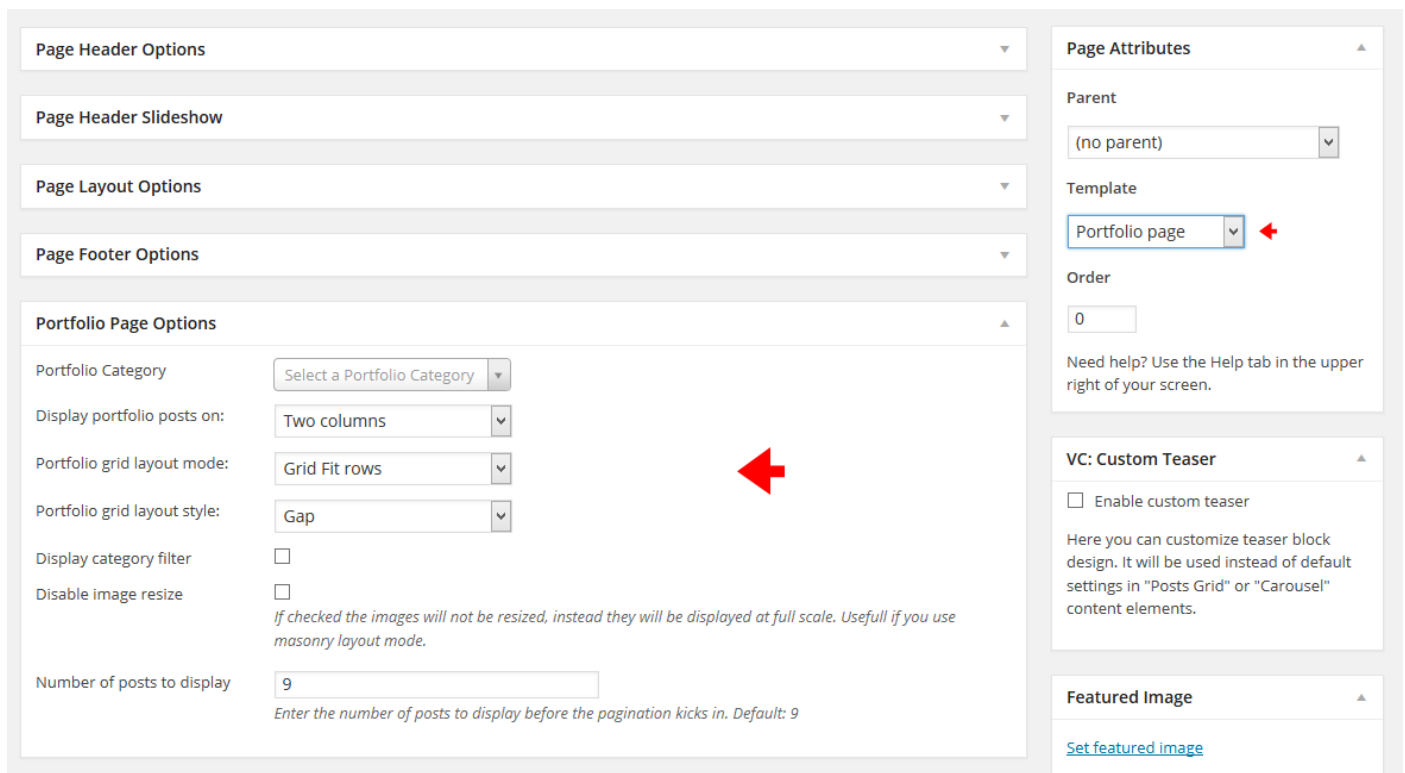 Page Header Options
Page Header Slideshow
Page Layout Options
Page Footer Options
Portfolio Page Options
Portfolio Category
Select a Portfolio Category
Display portfolio posts on:
Two columns
Portfolio grid layout mode:
Grid Fit rows
Portfolio grid layout style:
Gap
Display category filter
Disable image resize
If checked the images will not be resized, instead they will be displayed at full scale. Usefull if you use
masonry layout mode.
Number of posts to display
9
Enter the number of posts to display before the pagination kicks in. Default: 9
Page Attributes
Parent
(no parent)
Template
Portfolio page
Order
0
Need help? Use the Help tab in the upper
right of your screen.
VC: Custom Teaser
Enable custom teaser
Here you can customize teaser block
design. It will be used instead of default
settings in "Posts Grid" or "Carousel"
content elements.
Featured Image
Set featured image